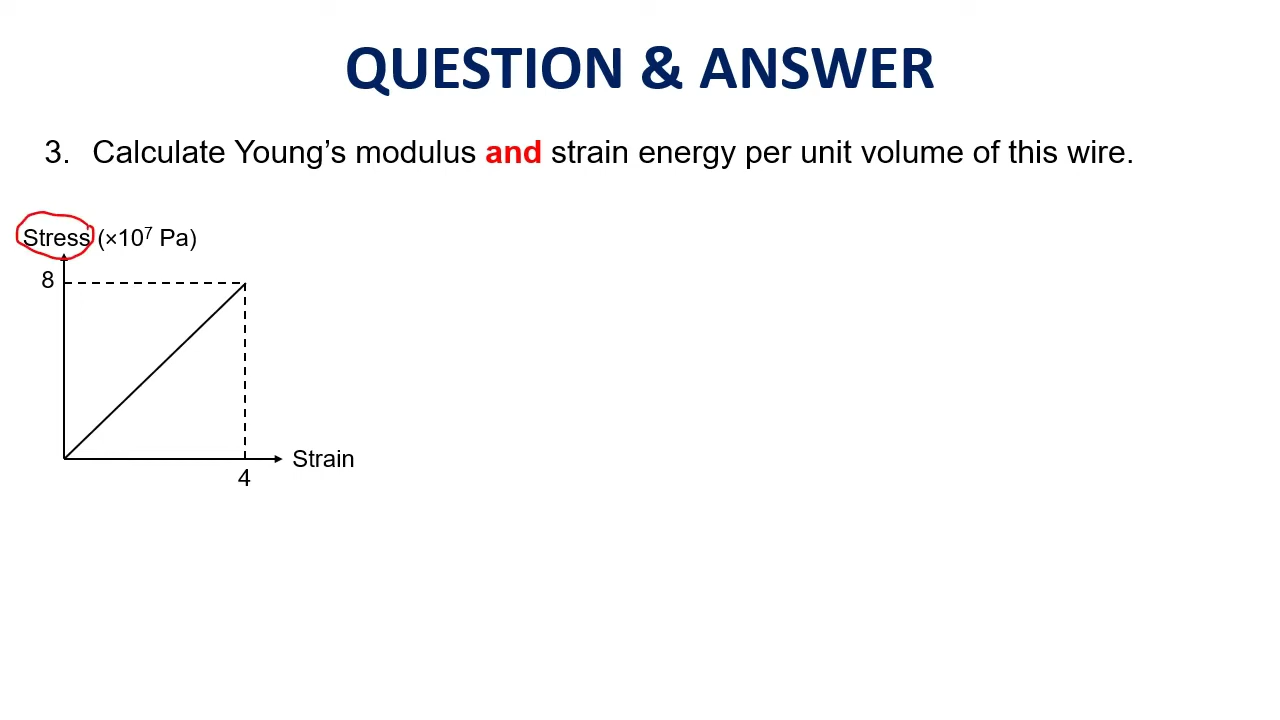 QUESTION & ANSWER
3. Calculate Young’s modulus and strain energy per unit volume of this wire.
Stress (×10⁷ Pa)
8
Strain
4